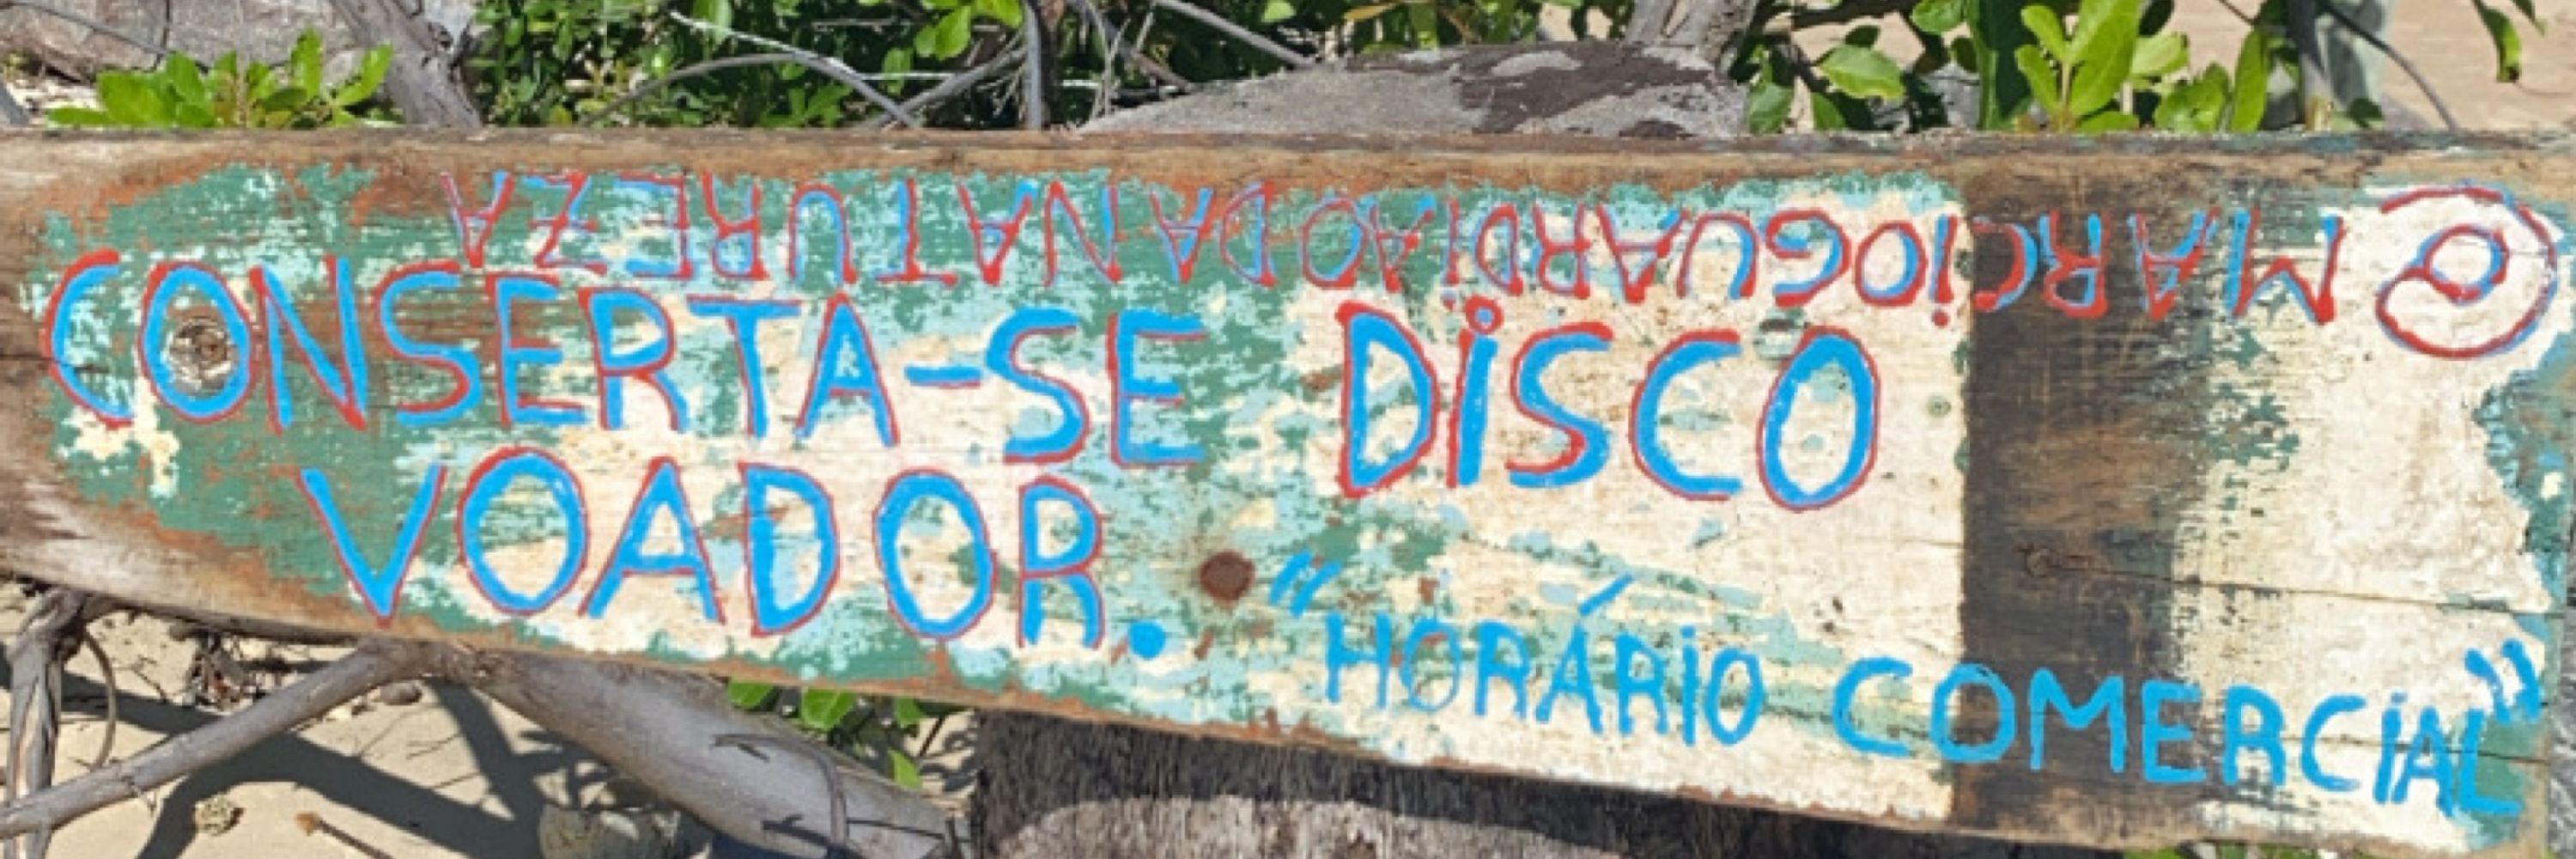 @MARCiOGUARDiAODANATUREZA
CONSERTA-SE DiSCO
VOADOR.
"HORÁRiO COMERCiAL"